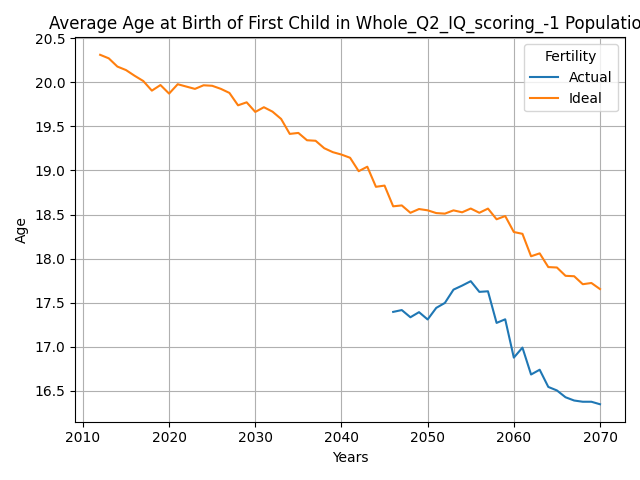 Average Age at Birth of First Child in Whole_Q2_IQ_scoring_-1 Populatio
20.5
20.0
19.5
19.0
18.5
18.0
17.5
17.0
16.5
Age
Fertility
Actual
Ideal
2010
2020
2030
2040
2050
2060
2070
Years